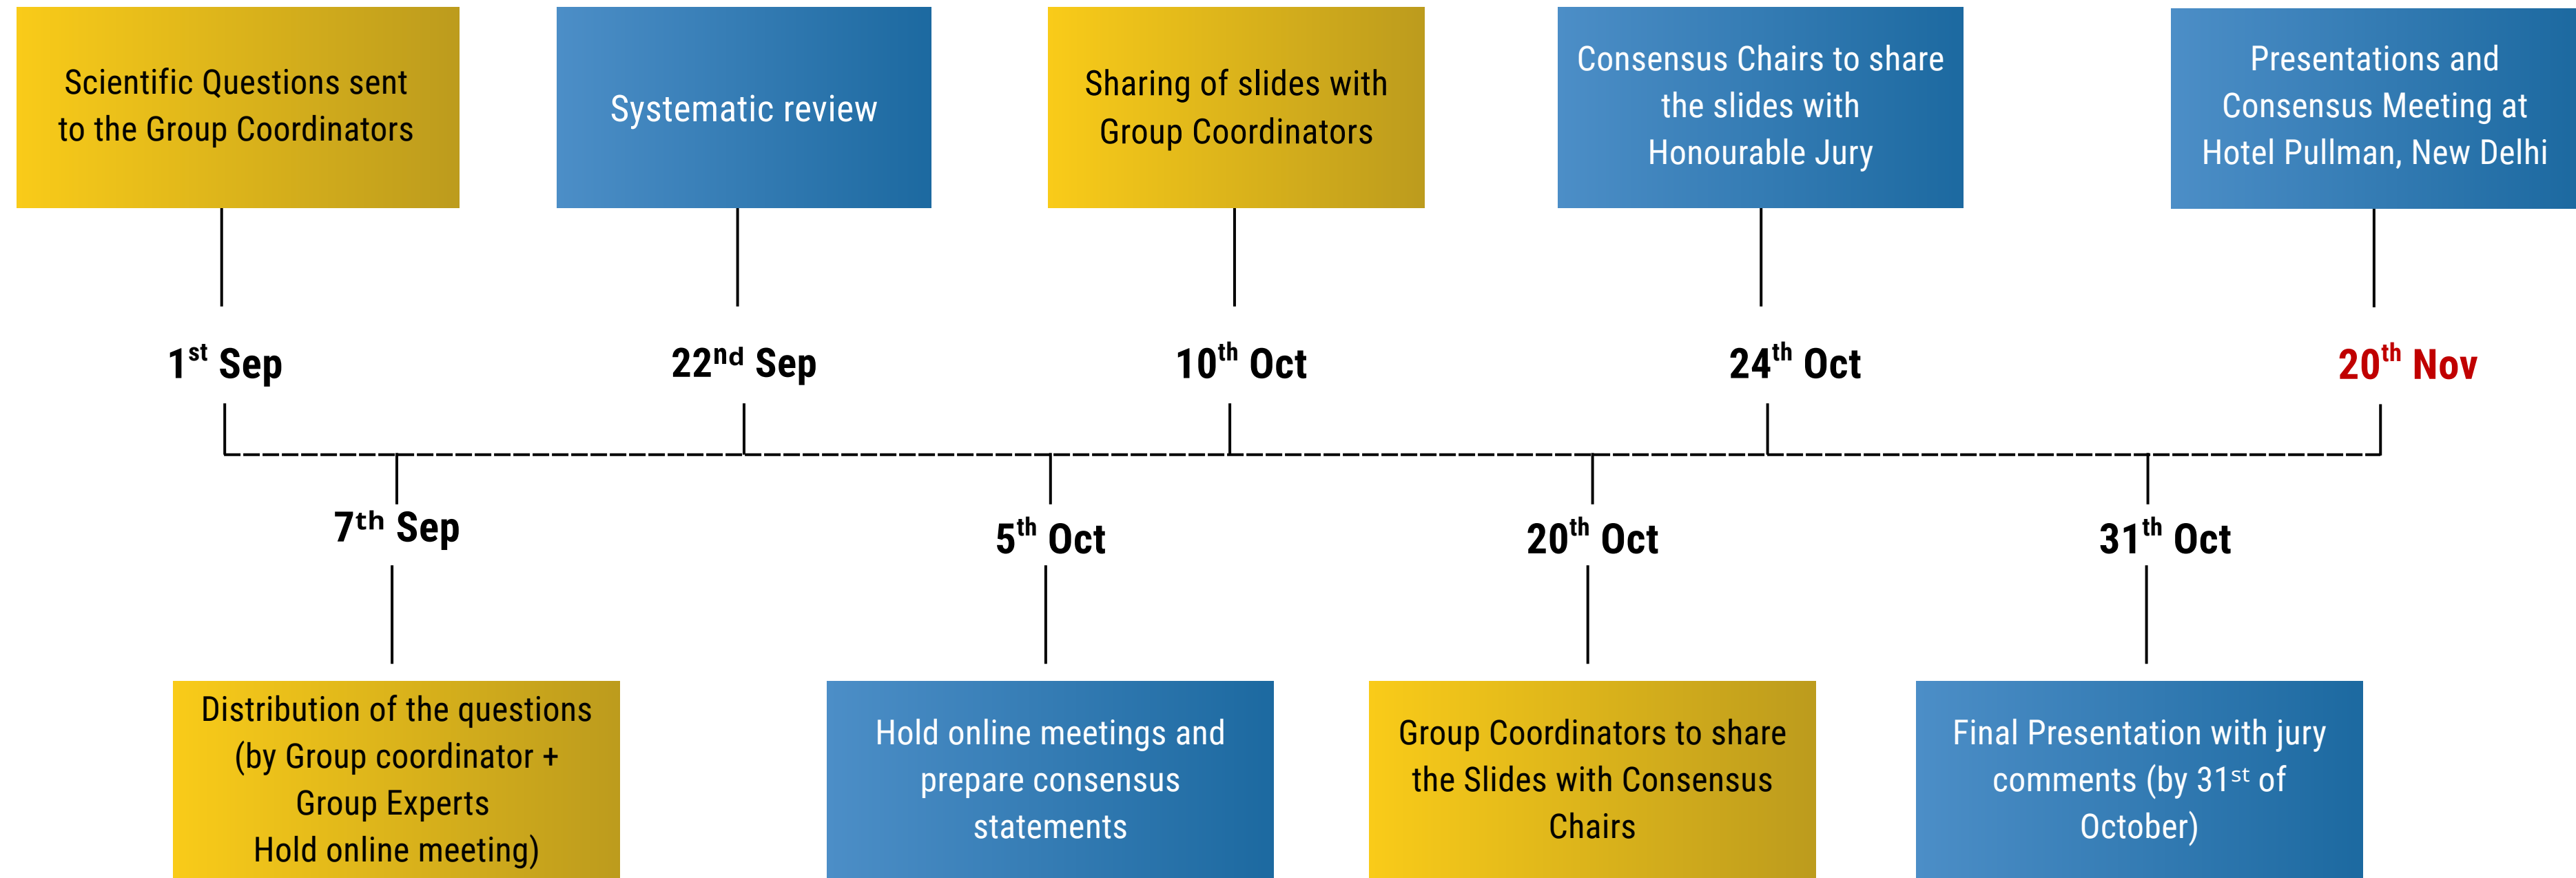 Scientific Questions sent
to the Group Coordinators
Systematic review
Sharing of slides with
Group Coordinators
Consensus Chairs to share
the slides with
Honourable Jury
Presentations and
Consensus Meeting at
Hotel Pullman, New Delhi
1st Sep
22nd Sep
10th Oct
24th Oct
20th Nov
7th Sep
5th Oct
20th Oct
31th Oct
Distribution of the questions
(by Group coordinator +
Group Experts
Hold online meeting)
Hold online meetings and
prepare consensus
statements
Group Coordinators to share
the Slides with Consensus
Chairs
Final Presentation with jury
comments (by 31st of
October)